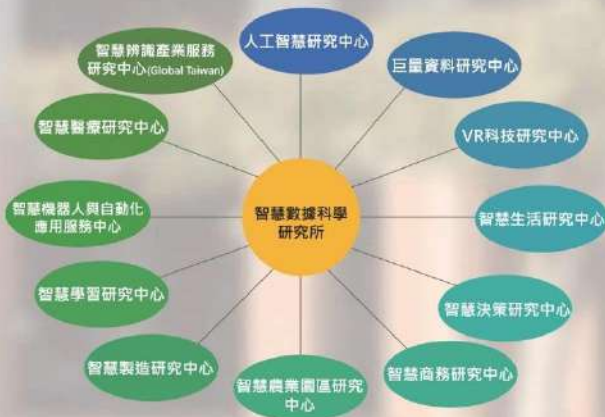 人工智慧研究中心
巨量資料研究中心
VR科技研究中心
智慧生活研究中心
智慧決策研究中心
智慧商務研究中心
智慧農業園區研究
中心
智慧製造研究中心
智慧學習研究中心
智慧機器人與自動化
應用服務中心
智慧醫療研究中心
智慧辨識產業服務
研究中心(Global Taiwan)
智慧數據科學
研究所